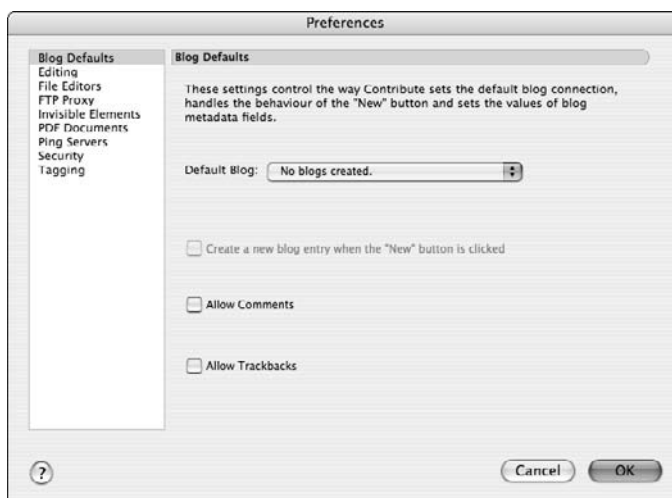 Preferences
Blog Defaults
Editing
File Editors
FTP Proxy
Invisible Elements
PDF Documents
Ping Servers
Security
Tagging
Blog Defaults
These settings control the way Contribute sets the default blog connection,
handles the behaviour of the "New" button and sets the values of blog
metadata fields.
Default Blog: No blogs created.
Create a new blog entry when the "New" button is clicked
Allow Comments
Allow Trackbacks
?
Cancel
OK